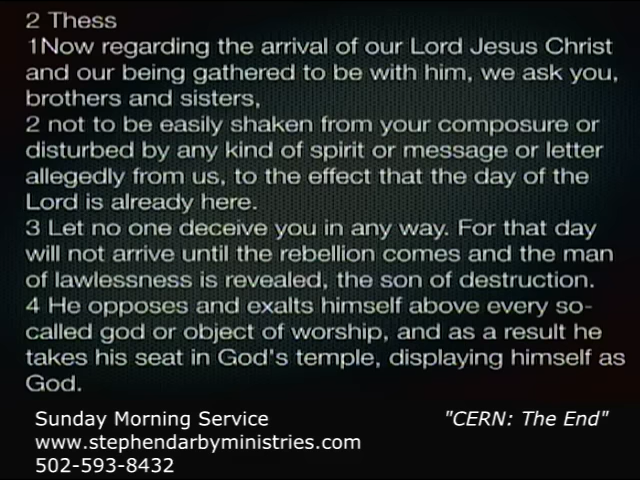 2 Thess
1Now regarding the arrival of our Lord Jesus Christ
and our being gathered to be with him, we ask you,
brothers and sisters,
2 not to be easily shaken from your composure or
disturbed by any kind of spirit or message or letter
allegedly from us, to the effect that the day of the
Lord is already here.
3 Let no one deceive you in any way. For that day
will not arrive until the rebellion comes and the man
of lawlessness is revealed, the son of destruction.
4 He opposes and exalts himself above every so-
called god or object of worship, and as a result he
takes his seat in God's temple, displaying himself as
God.
Sunday Morning Service
"CERN: The End"
www.stephendarbyministries.com
502-593-8432